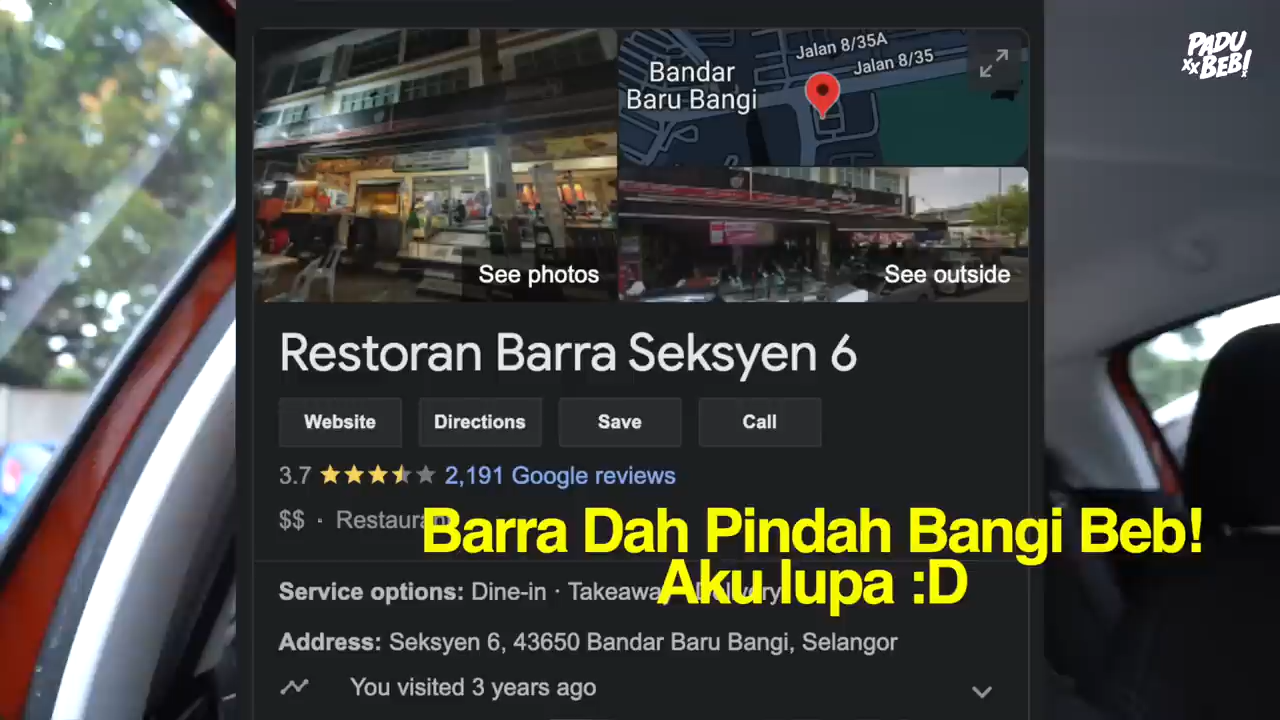 PADU
xx BEB!
Jalan 8/35A
Jalan 8/35
Bandar
Baru Bangi
See photos
See outside
Restoran Barra Seksyen 6
Website
Directions
Save
Call
3.7
2,191 Google reviews
$$ · Restaurant
Barra Dah Pindah Bangi Beb!
Aku lupa :D
Service options: Dine-in · Takeaway · Delivery
Address: Seksyen 6, 43650 Bandar Baru Bangi, Selangor
You visited 3 years ago